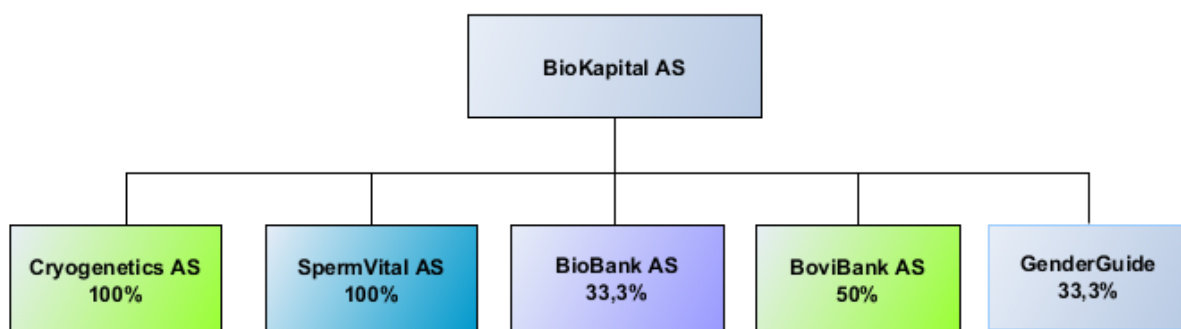 BioKapital AS
Cryogenetics AS
100%
SpermVital AS
100%
BioBank AS
33,3%
BoviBank AS
50%
GenderGuide
33,3%